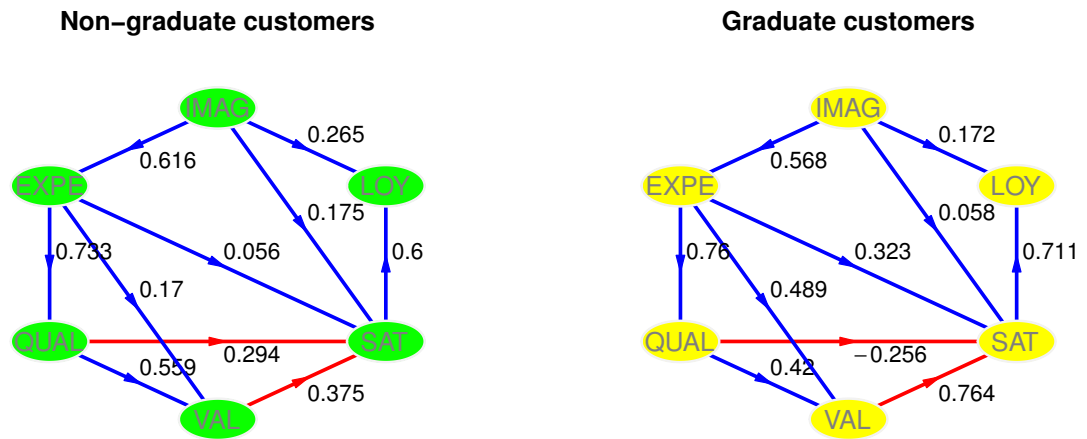 Non−graduate customers
IMAG
0.265
0.616
EXPE
LOY
0.175
0.733
0.056
0.6
0.17
QUAL
SAT
0.294
0.559
0.375
VAL
Graduate customers
IMAG
0.172
0.568
EXPE
LOY
0.058
0.76
0.323
0.711
0.489
QUAL
SAT
−0.256
0.42
0.764
VAL